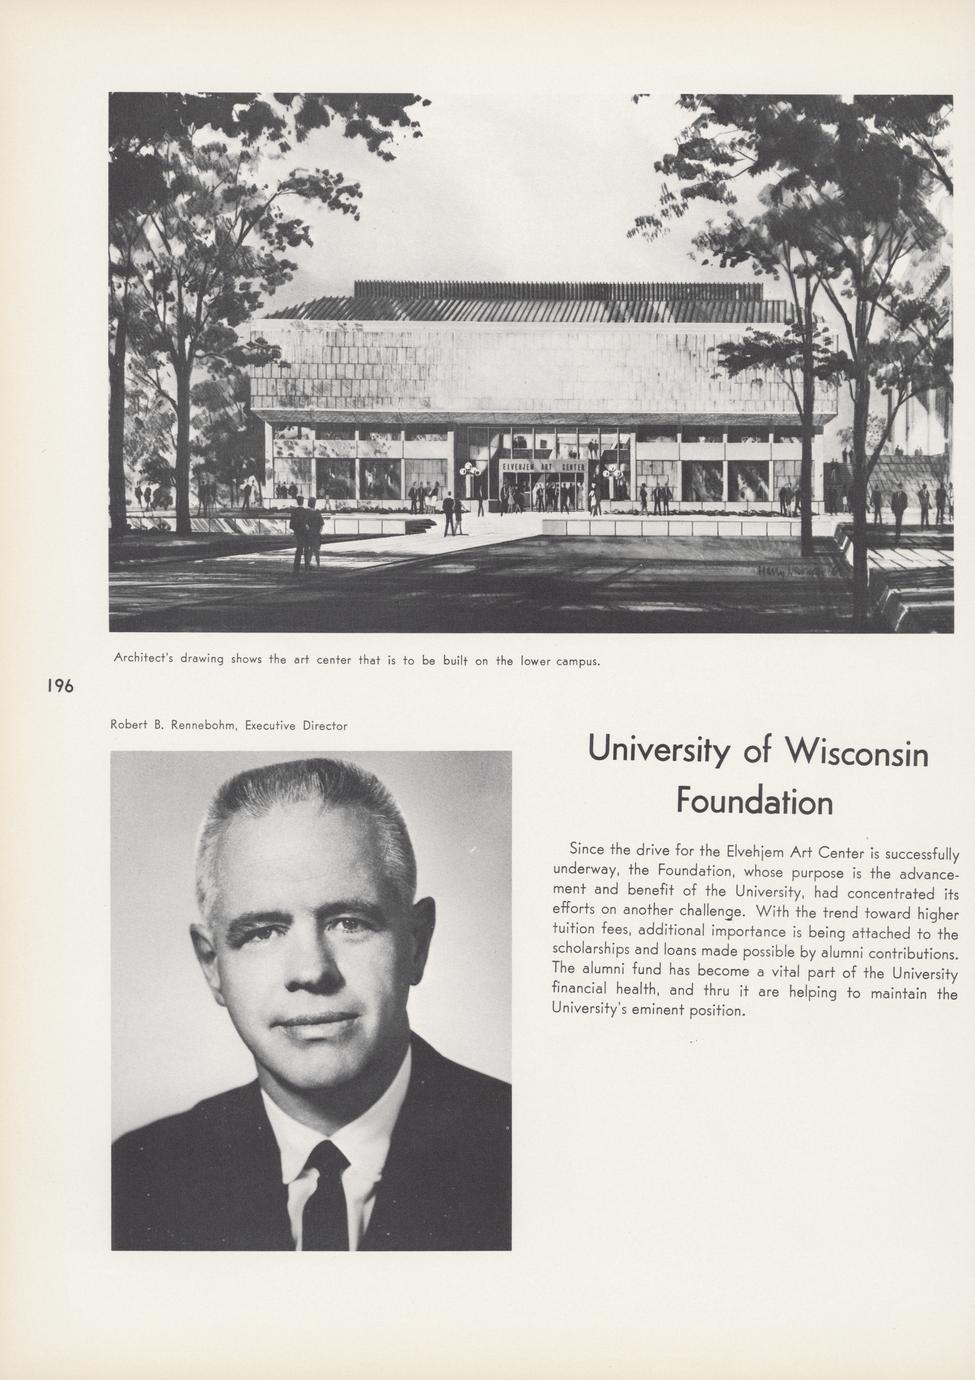 ELVEHJEM ART CENTER
Architect's drawing shows the art center that is to be built on the lower campus.
196
Robert B. Rennebohm, Executive Director
University of Wisconsin
Foundation
Since the drive for the Elvehjem Art Center is successfully
underway, the Foundation, whose purpose is the advance-
ment and benefit of the University, had concentrated its
efforts on another challenge. With the trend toward higher
tuition fees, additional importance is being attached to the
scholarships and loans made possible by alumni contributions.
The alumni fund has become a vital part of the University
financial health, and thru it are helping to maintain the
University's eminent position.